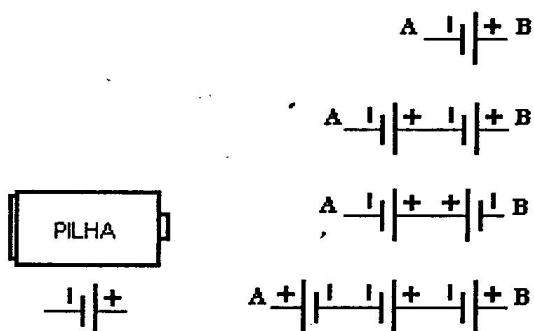 A - + B
A - + - + B
A - + + - B
PILHA
- +
A + - - + - + B